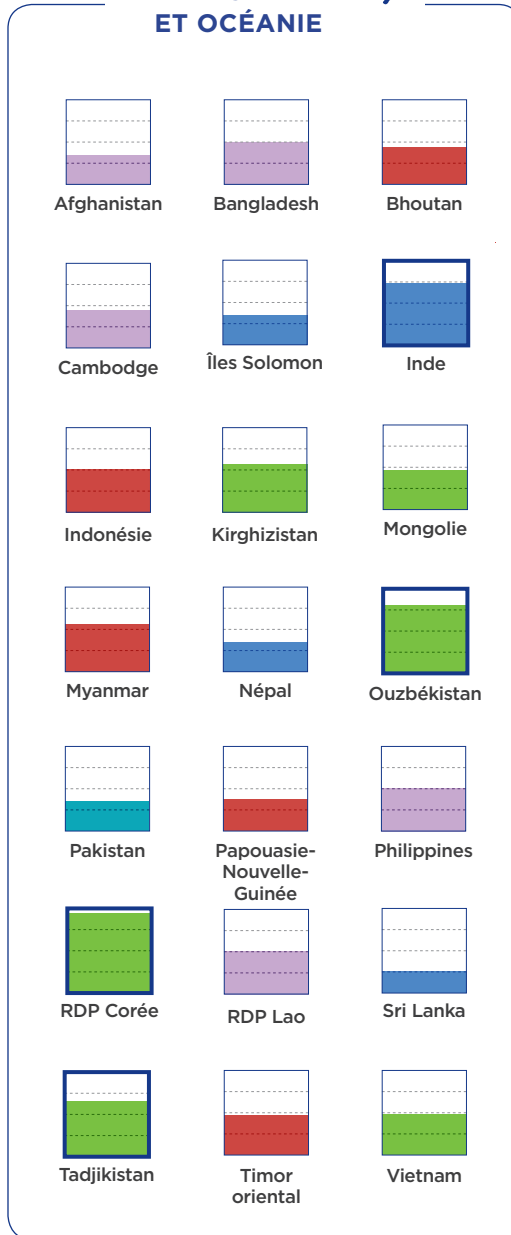 ET OCÉANIE
Afghanistan
Bangladesh
Bhoutan
Cambodge
Îles Solomon
Inde
Indonésie
Kirghizistan
Mongolie
Myanmar
Népal
Ouzbékistan
Pakistan
Papouasie-
Nouvelle-
Guinée
Philippines
RDP Corée
RDP Lao
Sri Lanka
Tadjikistan
Timor
oriental
Vietnam